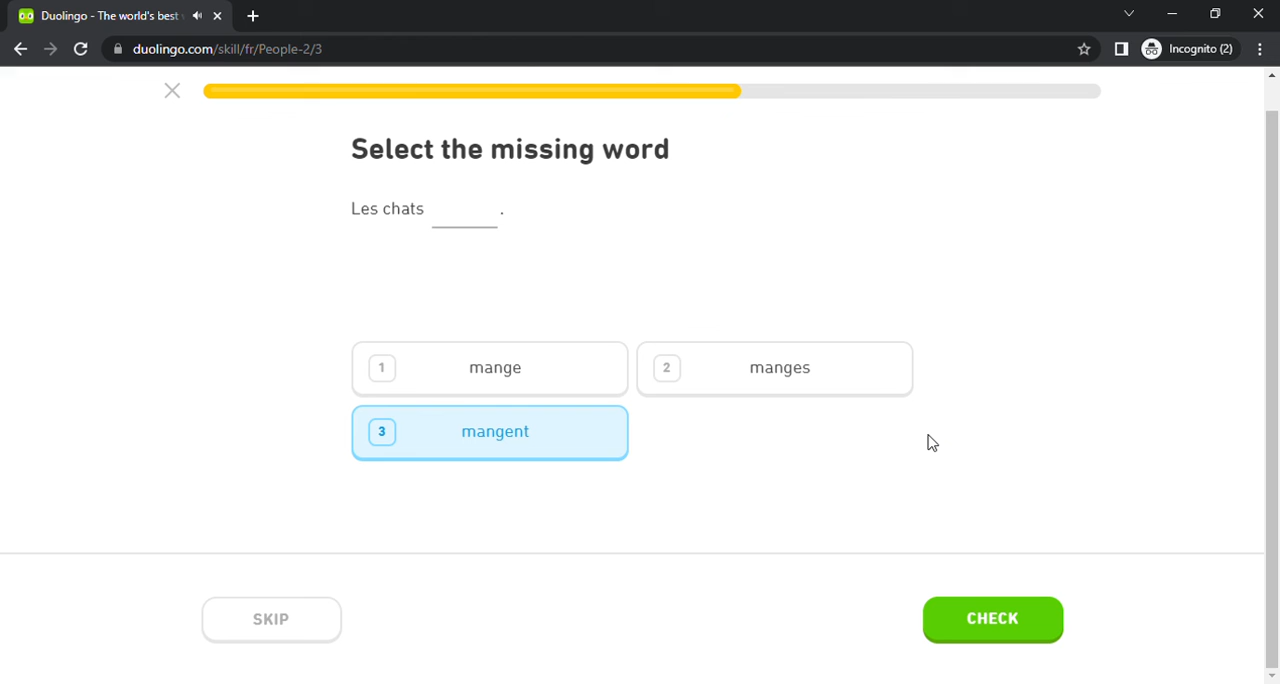 Duolingo - The world's best
duolingo.com/skill/fr/People-2/3
Incognito (2)
Select the missing word
Les chats ______ .
1 mange
2 manges
3 mangent
SKIP
CHECK